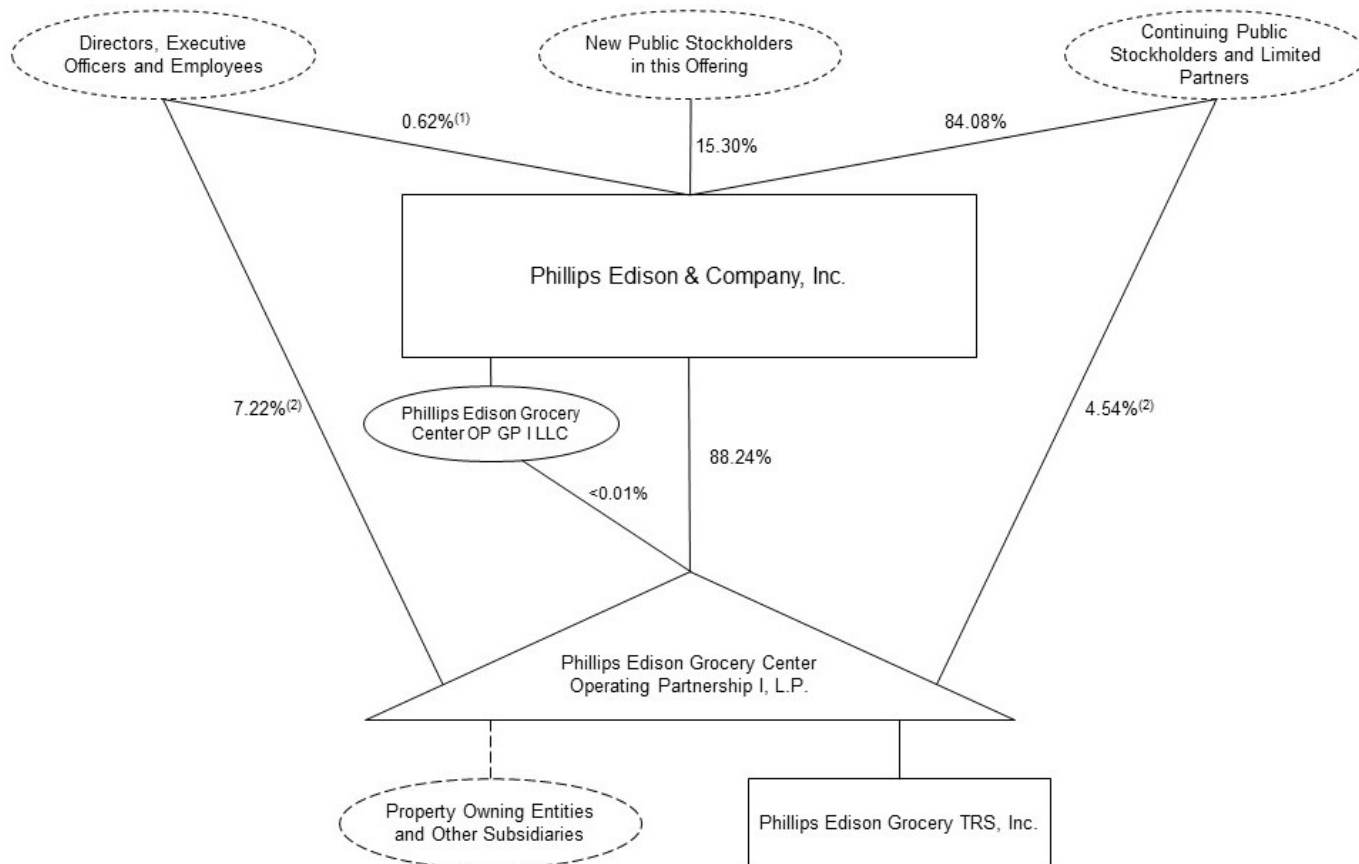 Directors, Executive
Officers and Employees
New Public Stockholders
in this Offering
Continuing Public
Stockholders and Limited
Partners
0.62%(1)
15.30%
84.08%
Phillips Edison & Company, Inc.
7.22%(2)
Phillips Edison Grocery
Center OP GP I LLC
4.54%(2)
88.24%
<0.01%
Phillips Edison Grocery Center
Operating Partnership I, L.P.
Property Owning Entities
and Other Subsidiaries
Phillips Edison Grocery TRS, Inc.